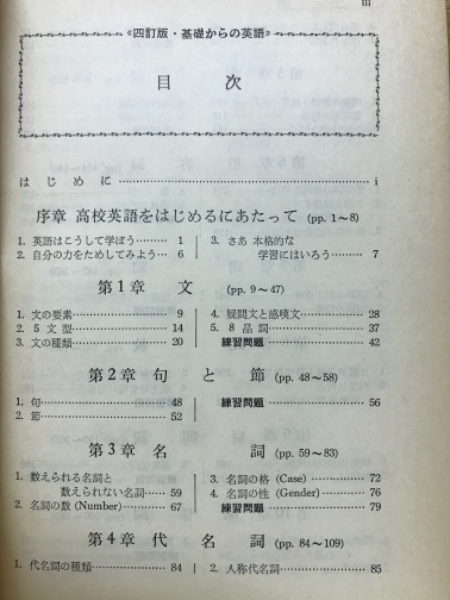 iii
《四訂版・基礎からの英語》
目 次
はじめに…………i
序章 高校英語をはじめるにあたって (pp. 1~8)
1. 英語はこうして学ぼう……… 1
2. 自分の力をためしてみよう… 6
3. さあ 本格的な
学習にはいろう……… 7
第1章 文 (pp. 9~47)
1. 文の要素………… 9
2. 5 文 型………… 14
3. 文の種類………… 20
4. 疑問文と感嘆文………… 28
5. 8 品 詞………… 37
練習問題………… 42
第2章 句 と 節 (pp. 48~58)
1. 句………… 48
2. 節………… 52
練習問題………… 56
第3章 名 詞 (pp. 59~83)
1. 数えられる名詞と
数えられない名詞…… 59
2. 名詞の数 (Number)……… 67
3. 名詞の格 (Case)……… 72
4. 名詞の性 (Gender)……… 76
練習問題………… 79
第4章 代 名 詞 (pp. 84~109)
1. 代名詞の種類………… 84
2. 人称代名詞………… 85